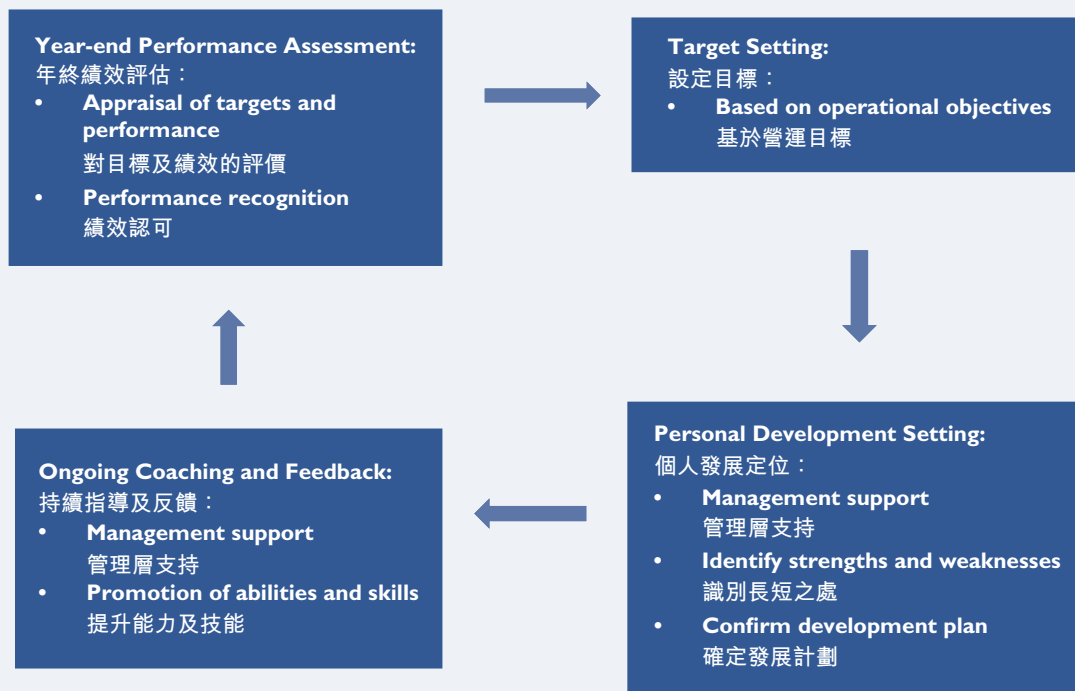 Year-end Performance Assessment:
年終績效評估：
• Appraisal of targets and
performance
對目標及績效的評價
• Performance recognition
績效認可
Target Setting:
設定目標：
• Based on operational objectives
基於營運目標
Personal Development Setting:
個人發展定位：
• Management support
管理層支持
• Identify strengths and weaknesses
識別長短之處
• Confirm development plan
確定發展計劃
Ongoing Coaching and Feedback:
持續指導及反饋：
• Management support
管理層支持
• Promotion of abilities and skills
提升能力及技能